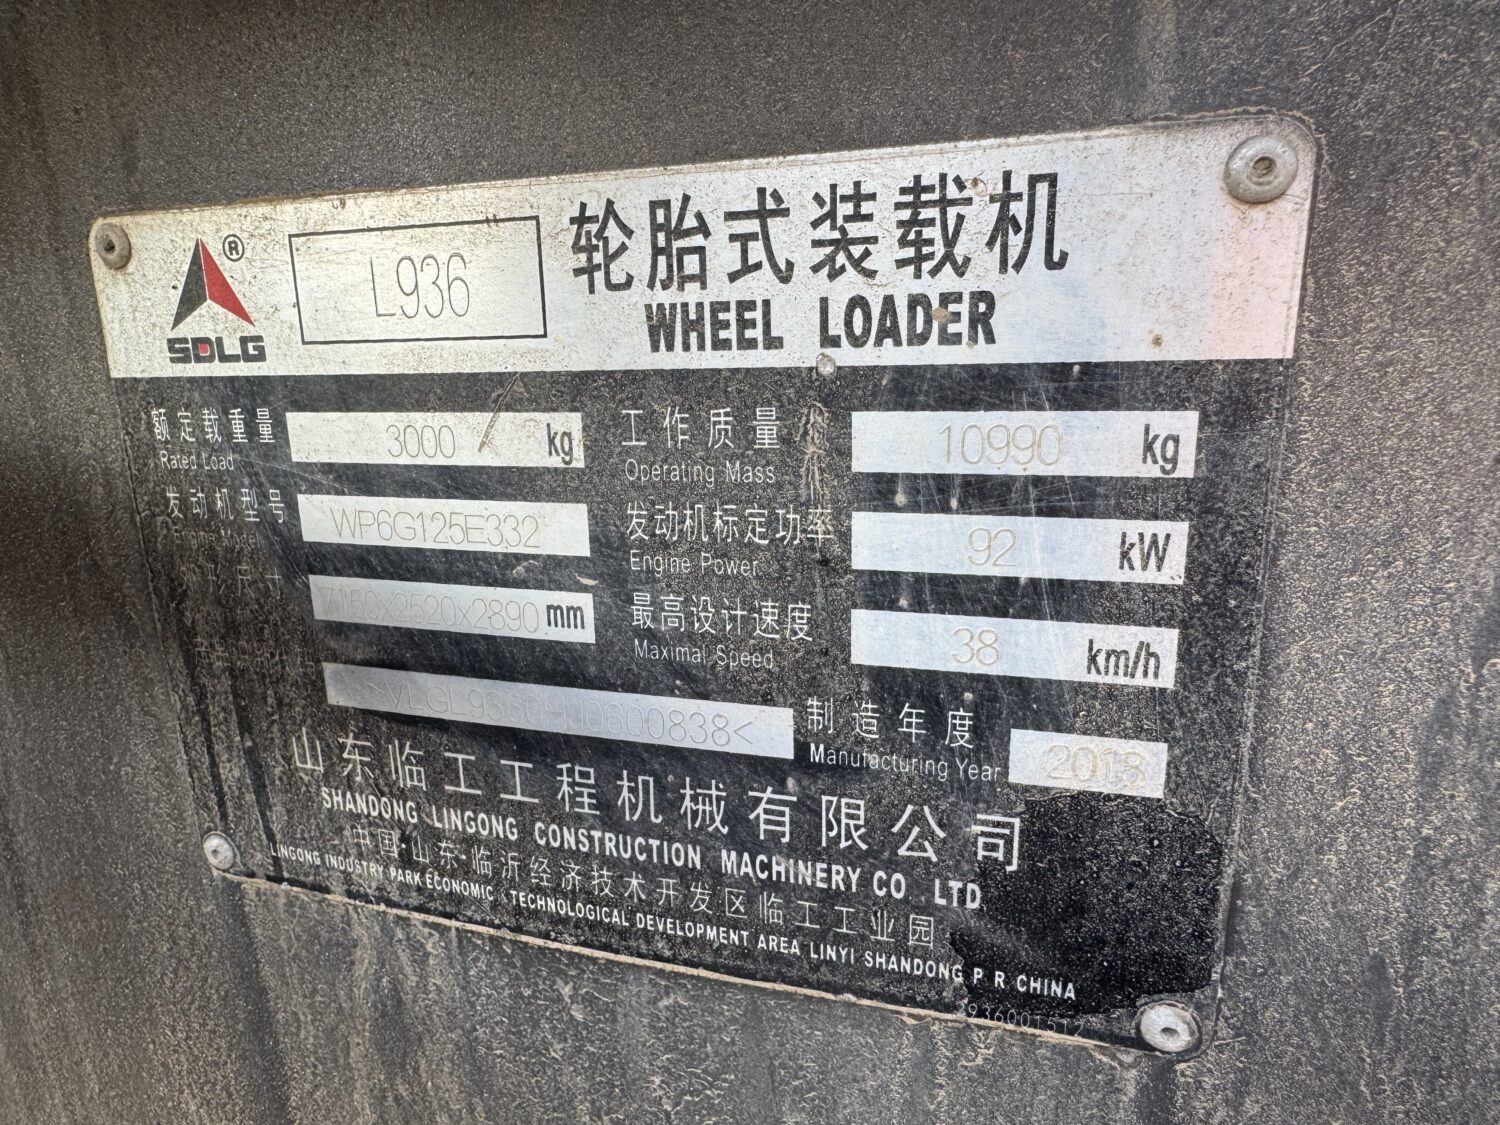 SDLG ®
L936
轮胎式装载机
WHEEL LOADER
额定载重量 3000 kg
Rated Load
工作质量 10990 kg
Operating Mass
发动机型号 WP6G125E332
Engine Model
发动机标定功率 92 kW
Engine Power
7150x2520x2890 mm
最高设计速度 38 km/h
Maximal Speed
>VLGL9360HJ0600838<
制造年度 2018
Manufacturing Year
山东临工工程机械有限公司
SHANDONG LINGONG CONSTRUCTION MACHINERY CO. LTD
中国·山东·临沂经济技术开发区临工工业园
LINGONG INDUSTRY PARK ECONOMIC TECHNOLOGICAL DEVELOPMENT AREA LINYI SHANDONG P R CHINA